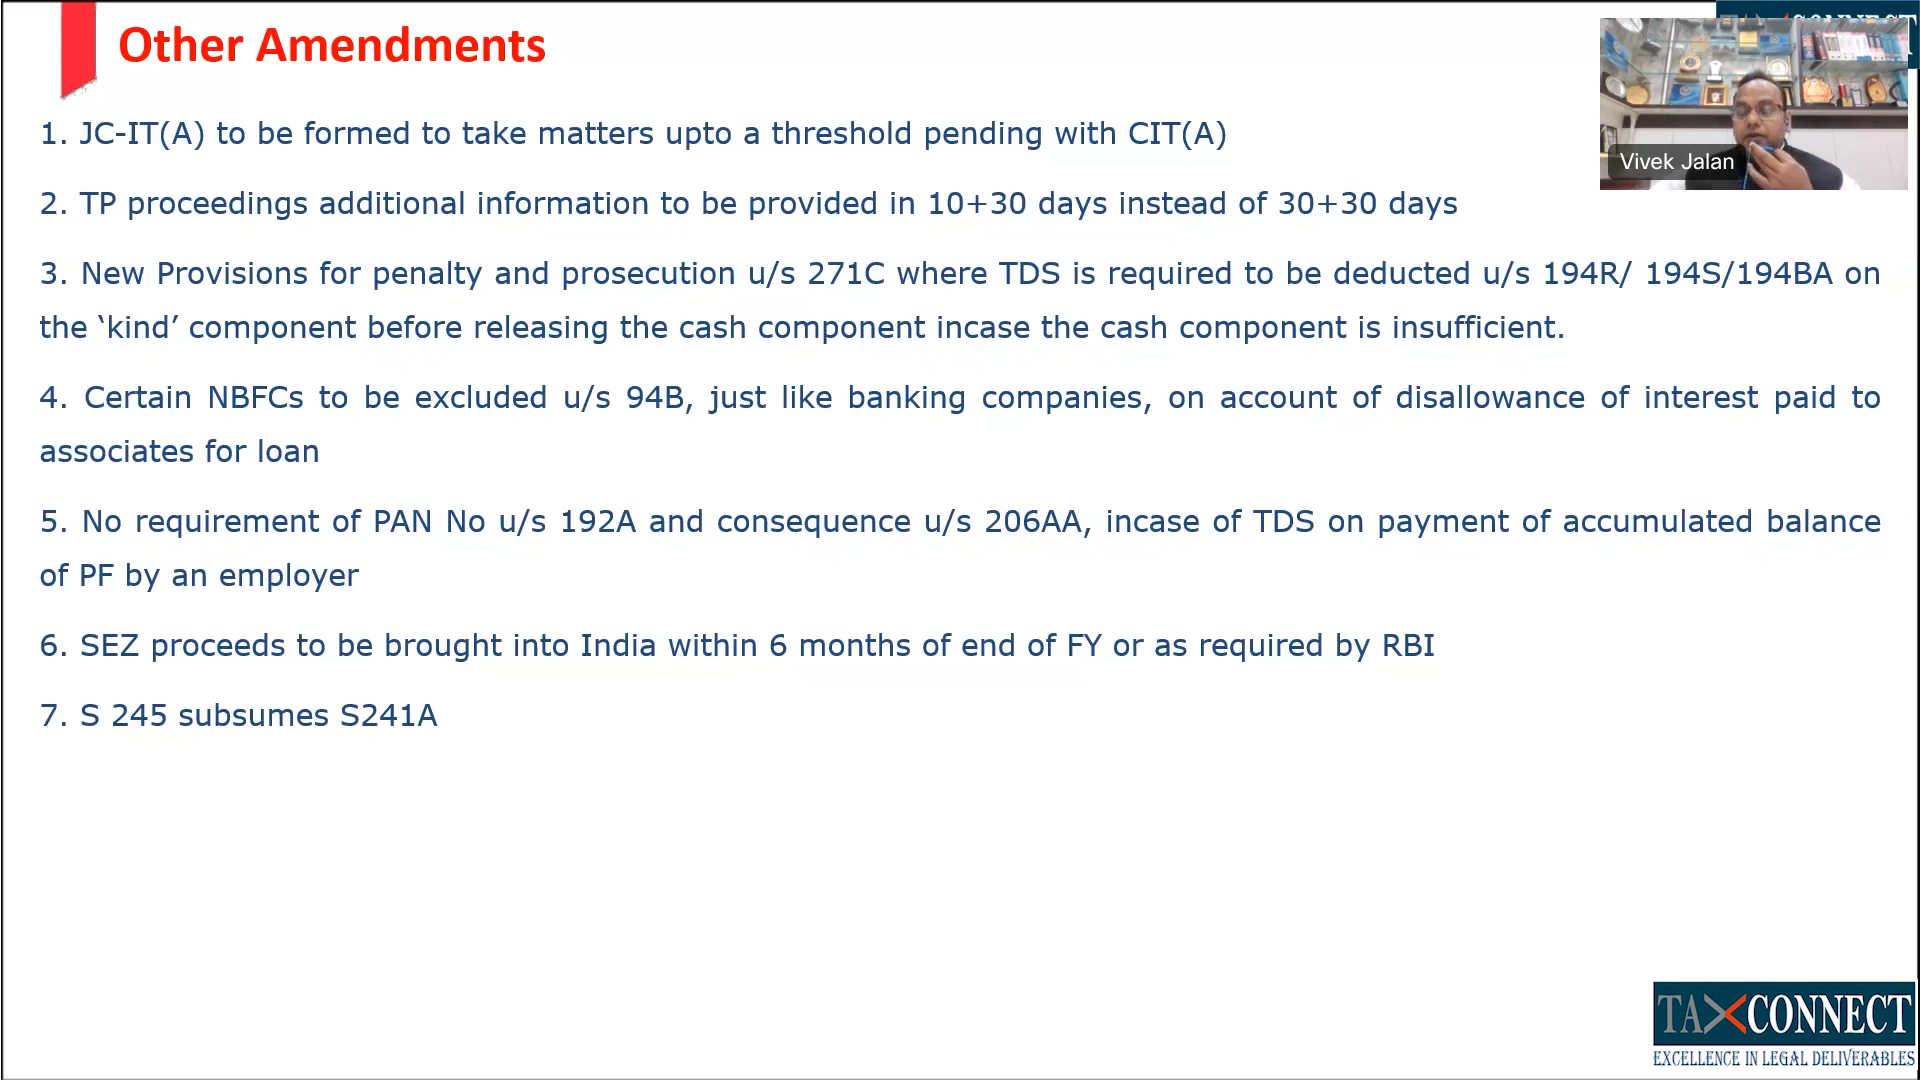 Other Amendments
1. JC-IT(A) to be formed to take matters upto a threshold pending with CIT(A)
Vivek Jalan
2. TP proceedings additional information to be provided in 10+30 days instead of 30+30 days
3. New Provisions for penalty and prosecution u/s 271C where TDS is required to be deducted u/s 194R/ 194S/194BA on
the ‘kind’ component before releasing the cash component incase the cash component is insufficient.
4. Certain NBFCs to be excluded u/s 94B, just like banking companies, on account of disallowance of interest paid to
associates for loan
5. No requirement of PAN No u/s 192A and consequence u/s 206AA, incase of TDS on payment of accumulated balance
of PF by an employer
6. SEZ proceeds to be brought into India within 6 months of end of FY or as required by RBI
7. S 245 subsumes S241A
TAXCONNECT
EXCELLENCE IN LEGAL DELIVERABLES